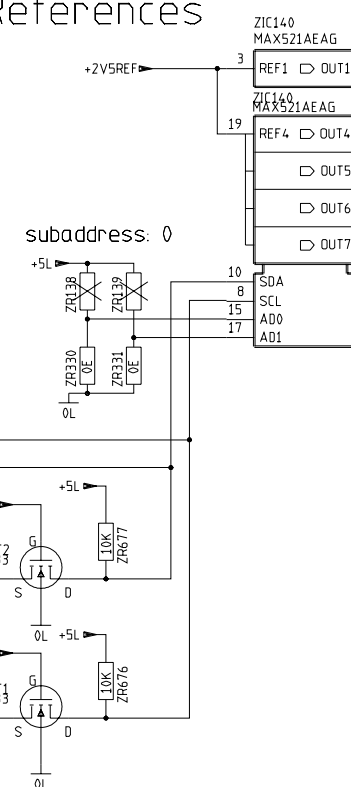 References
ZIC140
MAX521AEAG
+2V5REF
3
REF1
OUT1
ZIC140
MAX521AEAG
19
REF4
OUT4
OUT5
OUT6
OUT7
subaddress: 0
+5L
ZR138
ZR139
10
SDA
8
SCL
15
AD0
17
AD1
ZR330
0E
ZR331
0E
0L
+5L
10K
ZR677
G
S
D
0L
+5L
10K
ZR676
G
S
D
0L